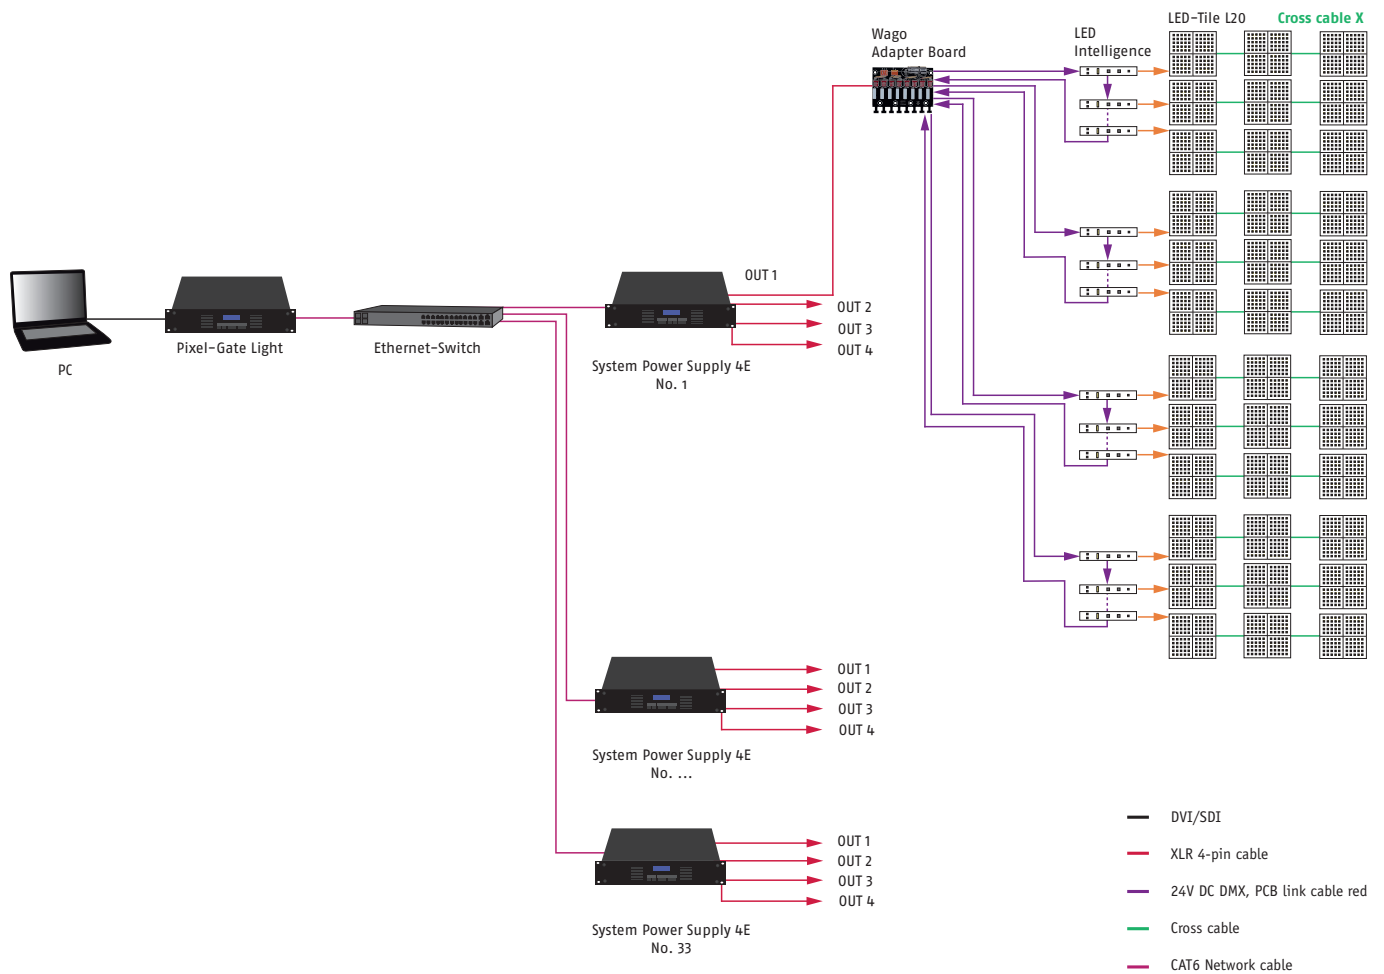 LED-Tile L20
Cross cable X
Wago
Adapter Board
LED
Intelligence
OUT 1
OUT 2
OUT 3
OUT 4
PC
Pixel-Gate Light
Ethernet-Switch
System Power Supply 4E
No. 1
OUT 1
OUT 2
OUT 3
OUT 4
System Power Supply 4E
No. ...
OUT 1
OUT 2
OUT 3
OUT 4
System Power Supply 4E
No. 33
DVI/SDI
XLR 4-pin cable
24V DC DMX, PCB link cable red
Cross cable
CAT6 Network cable